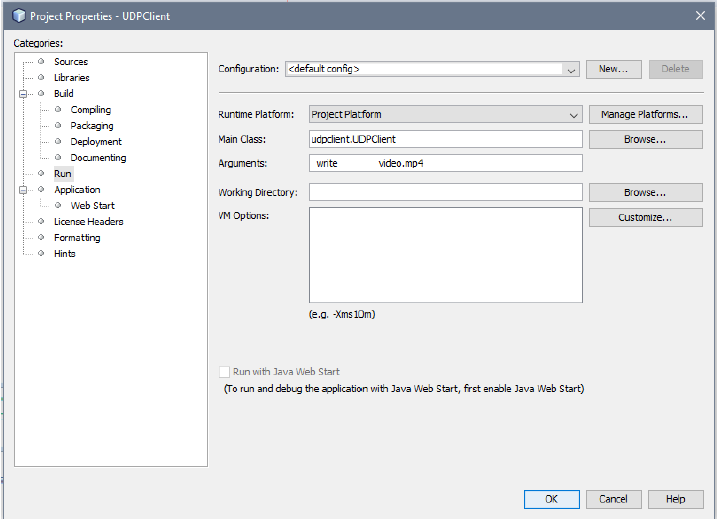 Project Properties - UDPClient
Categories:
Sources
Libraries
Build
Compiling
Packaging
Deployment
Documenting
Run
Application
Web Start
License Headers
Formatting
Hints
Configuration: <default config> New... Delete
Runtime Platform: Project Platform Manage Platforms...
Main Class: udpclient.UDPClient Browse...
Arguments: write video.mp4
Working Directory: Browse...
VM Options: Customize...
(e.g. -Xms10m)
Run with Java Web Start
(To run and debug the application with Java Web Start, first enable Java Web Start)
OK Cancel Help